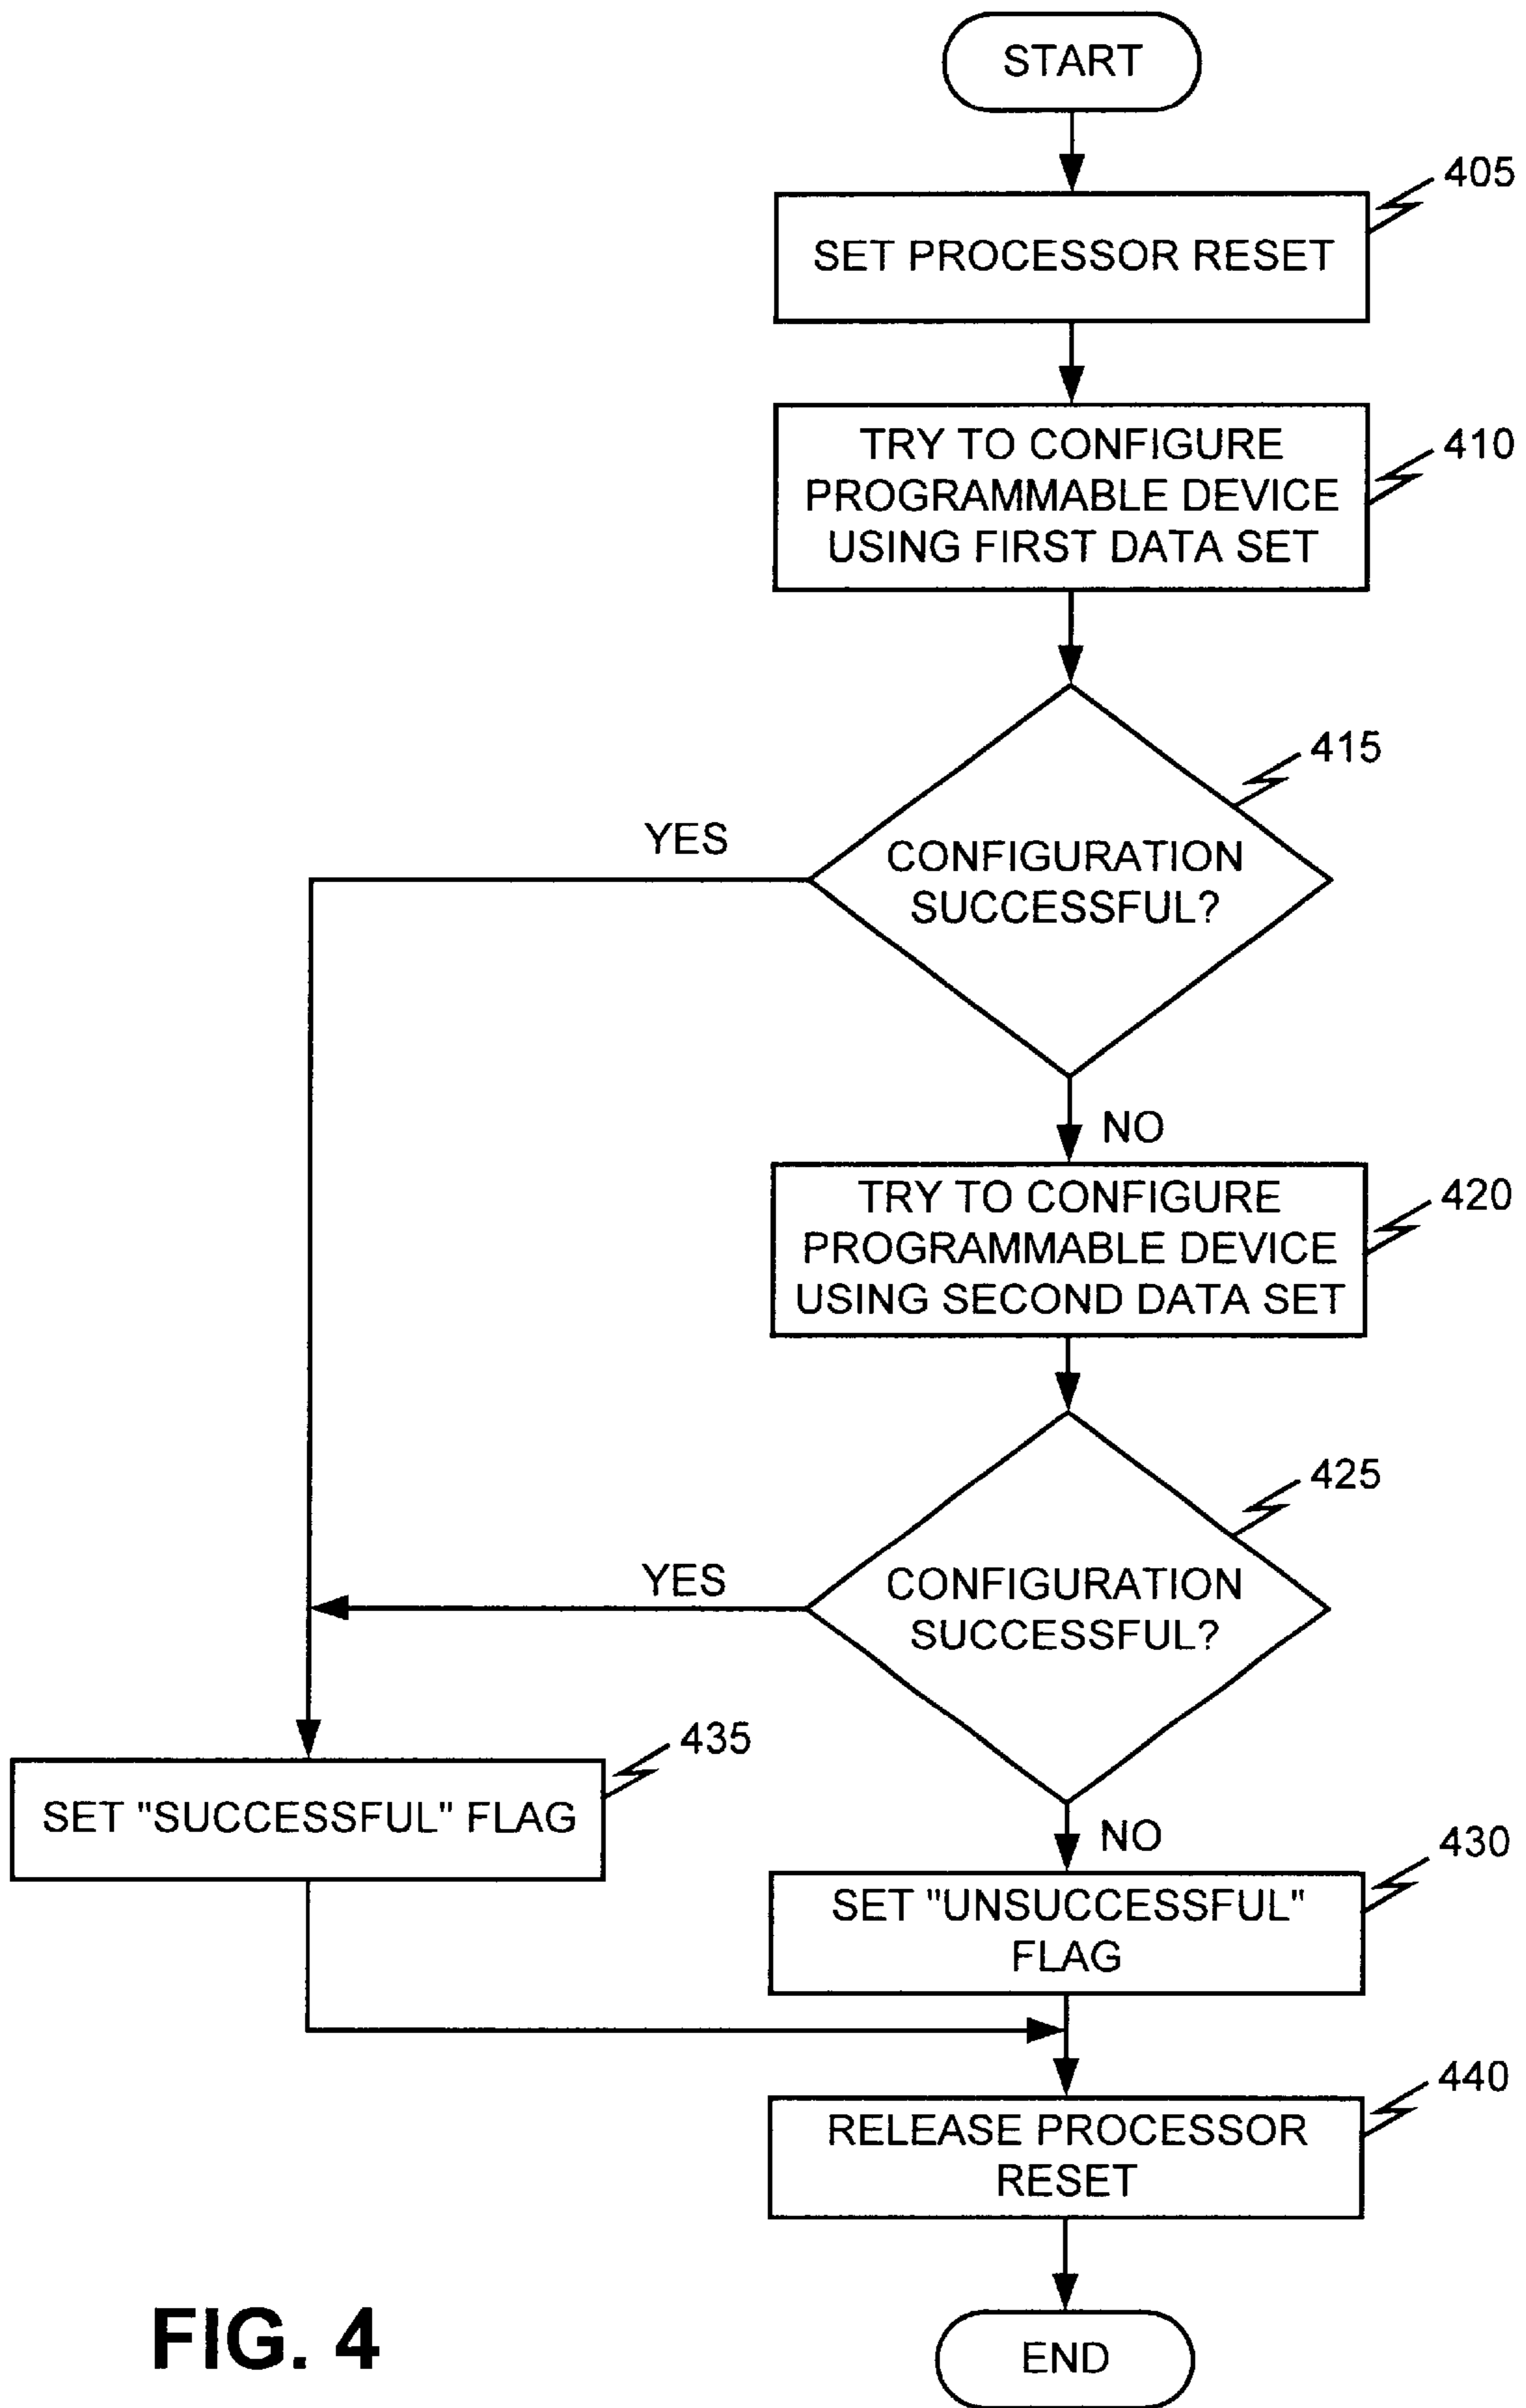 START
405
SET PROCESSOR RESET
TRY TO CONFIGURE
PROGRAMMABLE DEVICE
USING FIRST DATA SET
410
415
YES
CONFIGURATION
SUCCESSFUL?
NO
TRY TO CONFIGURE
PROGRAMMABLE DEVICE
USING SECOND DATA SET
420
425
YES
CONFIGURATION
SUCCESSFUL?
435
SET "SUCCESSFUL" FLAG
NO
430
SET "UNSUCCESSFUL"
FLAG
440
RELEASE PROCESSOR
RESET
END
FIG. 4